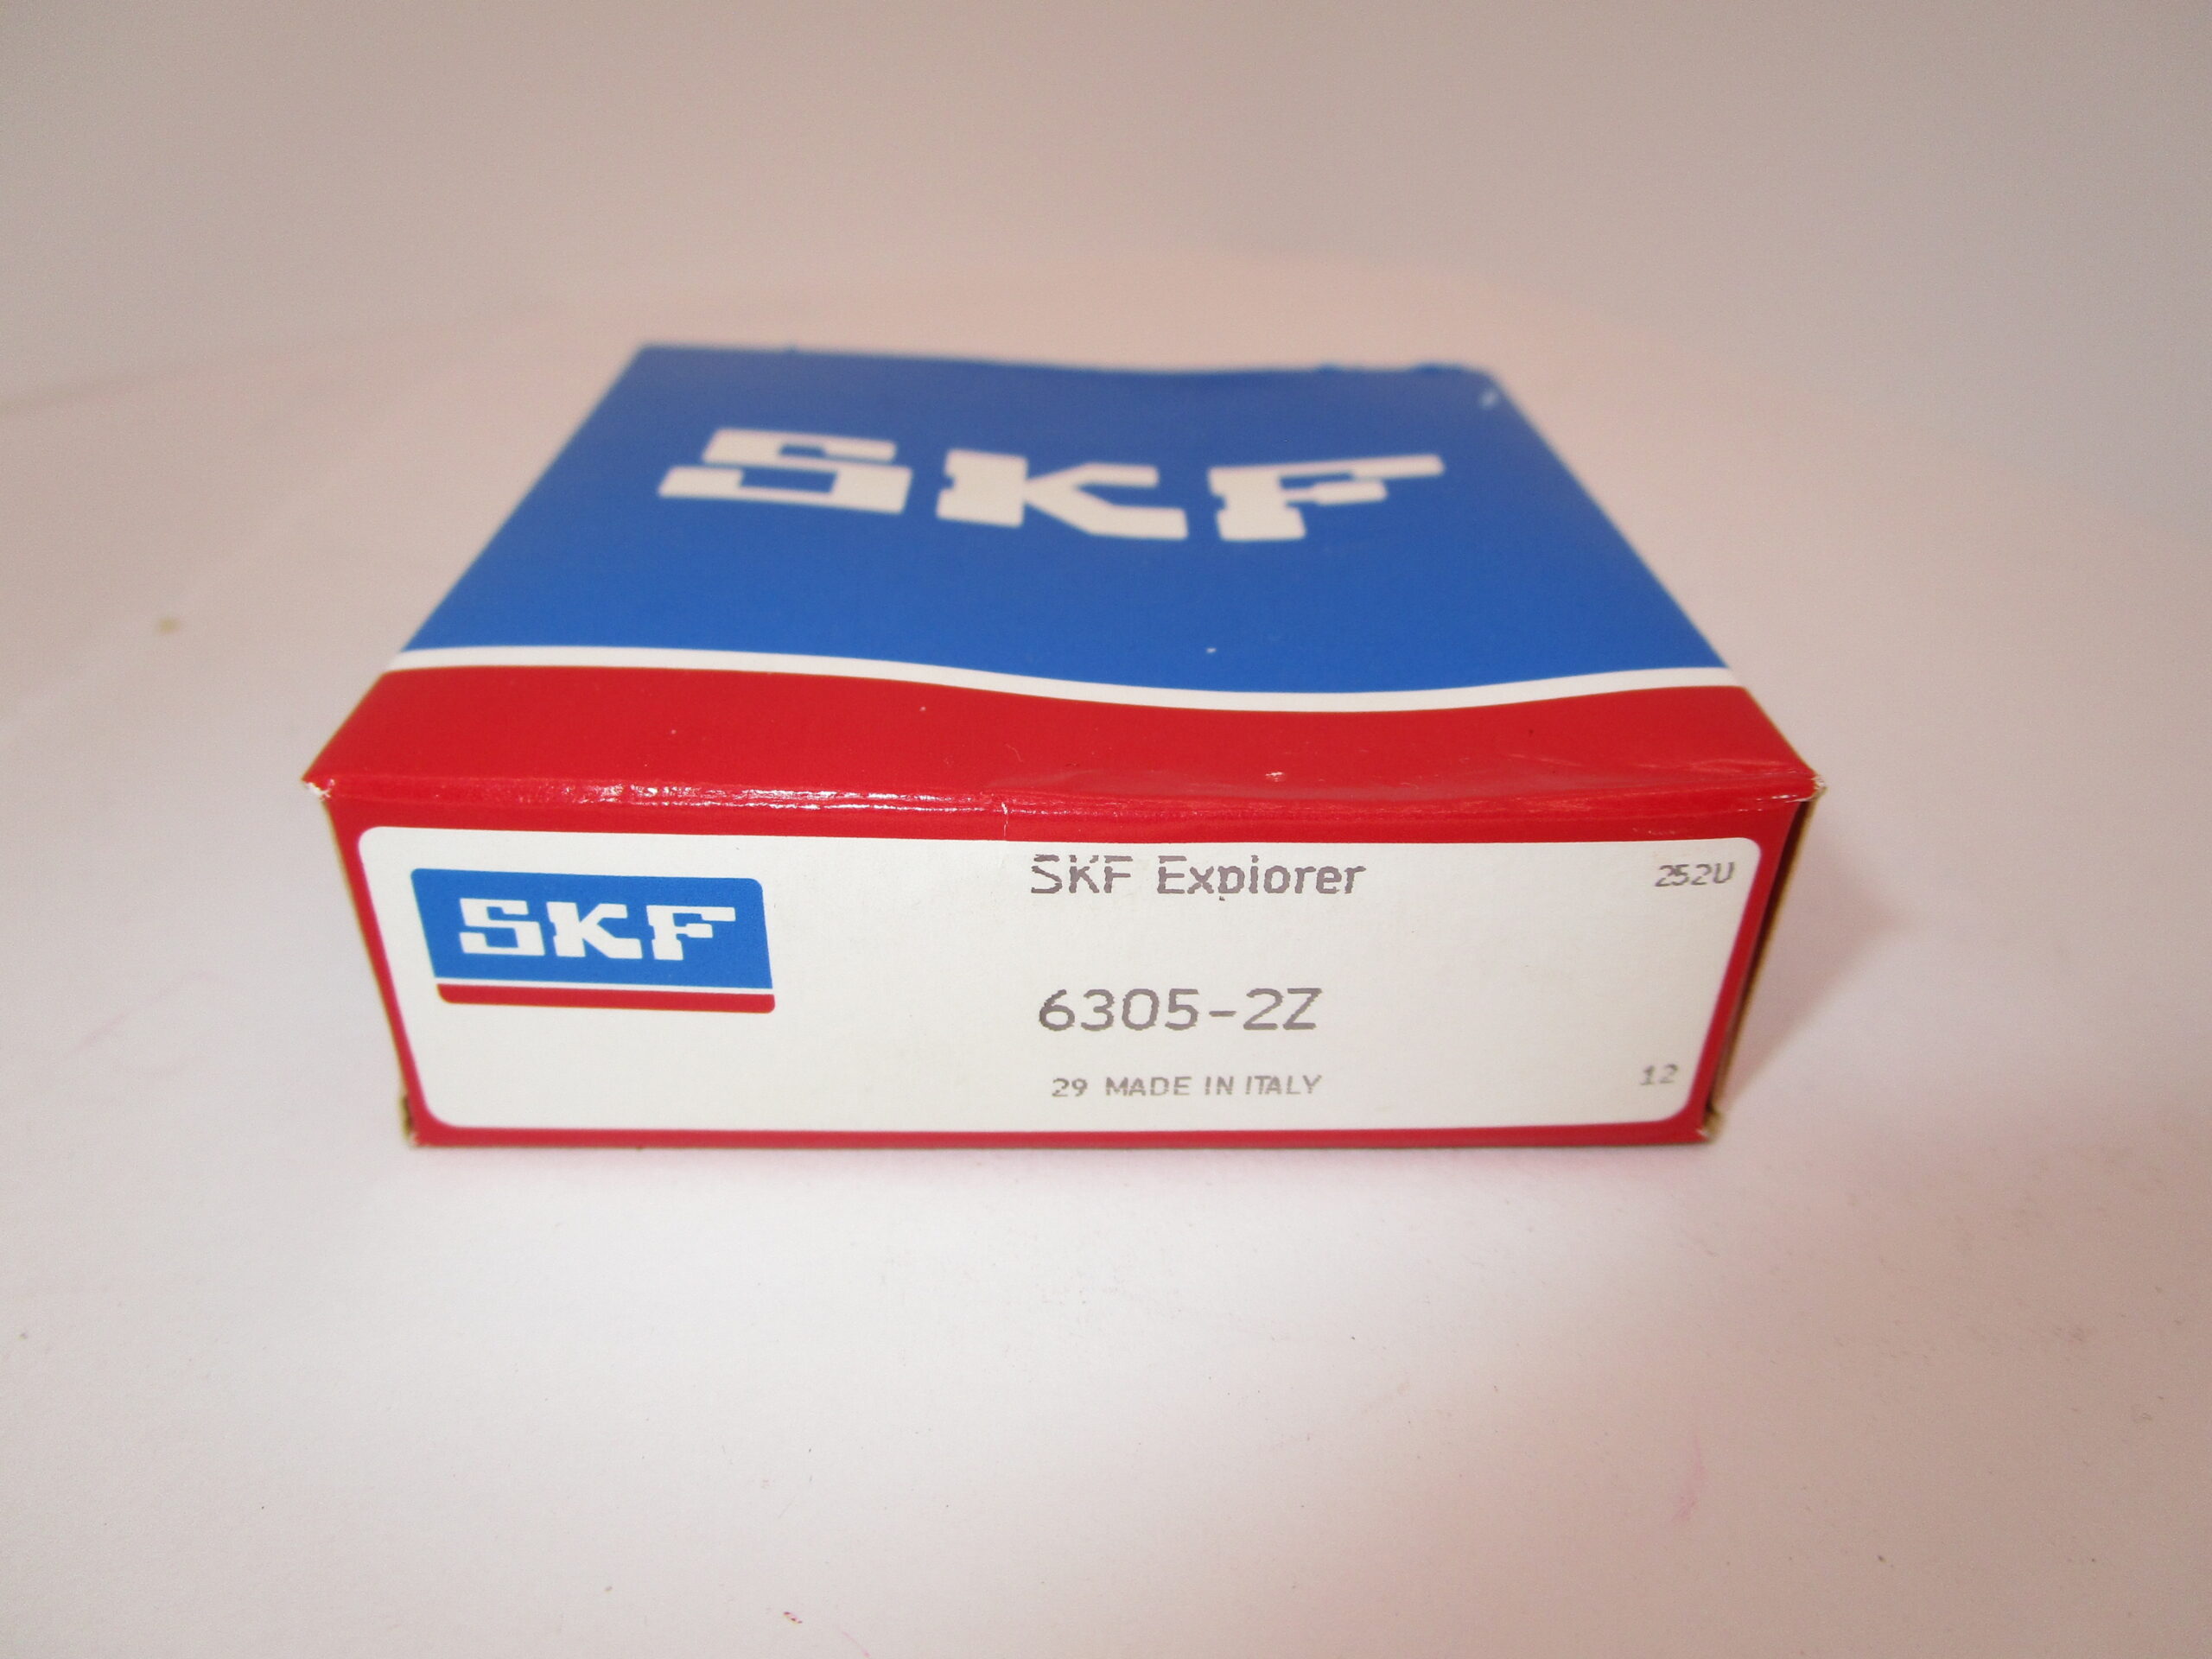 SKF
SKF Explorer
252U
SKF
6305-2Z
29 MADE IN ITALY
12